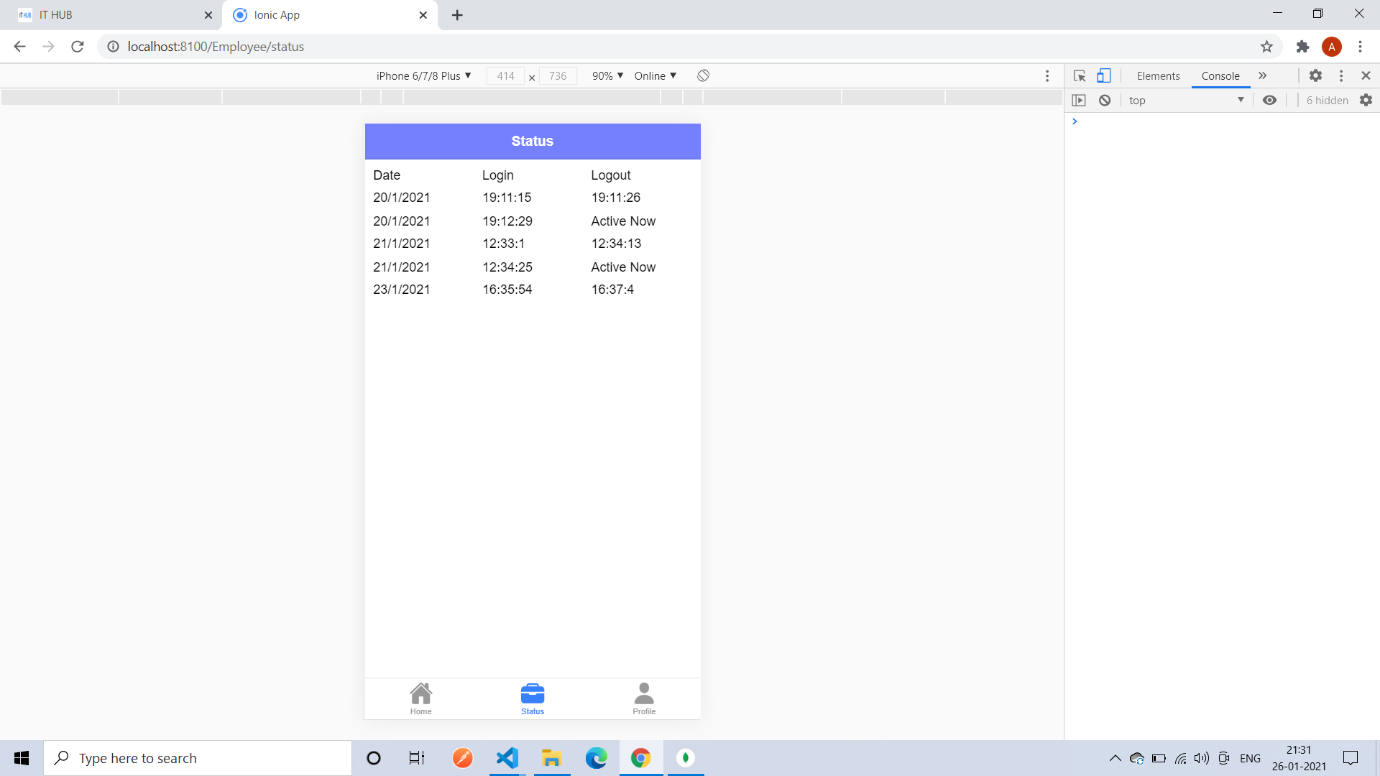 IT HUB IT HUB
Ionic App
localhost:8100/Employee/status
A
iPhone 6/7/8 Plus 414 x 736 90% Online
Elements Console
top 6 hidden
Status
Date Login Logout
20/1/2021 19:11:15 19:11:26
20/1/2021 19:12:29 Active Now
21/1/2021 12:33:1 12:34:13
21/1/2021 12:34:25 Active Now
23/1/2021 16:35:54 16:37:4
Home Status Profile
Type here to search
ENG
21:31
26-01-2021